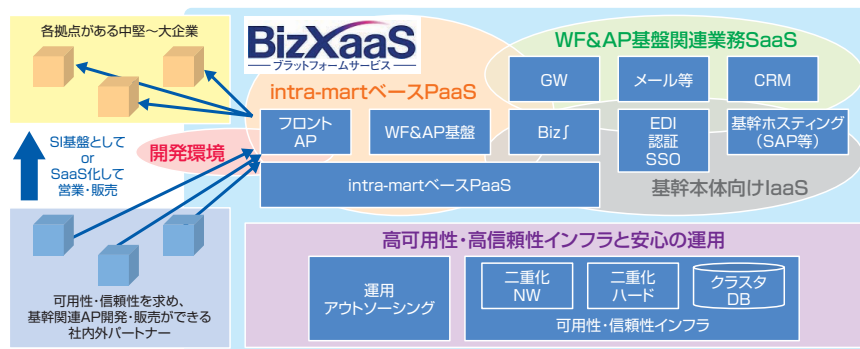 各拠点がある中堅～大企業
SI基盤として
or
SaaS化して
営業・販売
可用性・信頼性を求め、
基幹関連AP開発・販売ができる
社内外パートナー
BizXaaS
プラットフォームサービス
intra-martベースPaaS
WF&AP基盤関連業務SaaS
GW
メール等
CRM
開発環境
フロント
AP
WF&AP基盤
Biz∫
EDI
認証
SSO
基幹ホスティング
（SAP等）
intra-martベースPaaS
基幹本体向けIaaS
高可用性・高信頼性インフラと安心の運用
運用
アウトソーシング
二重化
NW
二重化
ハード
クラスタ
DB
可用性・信頼性インフラ